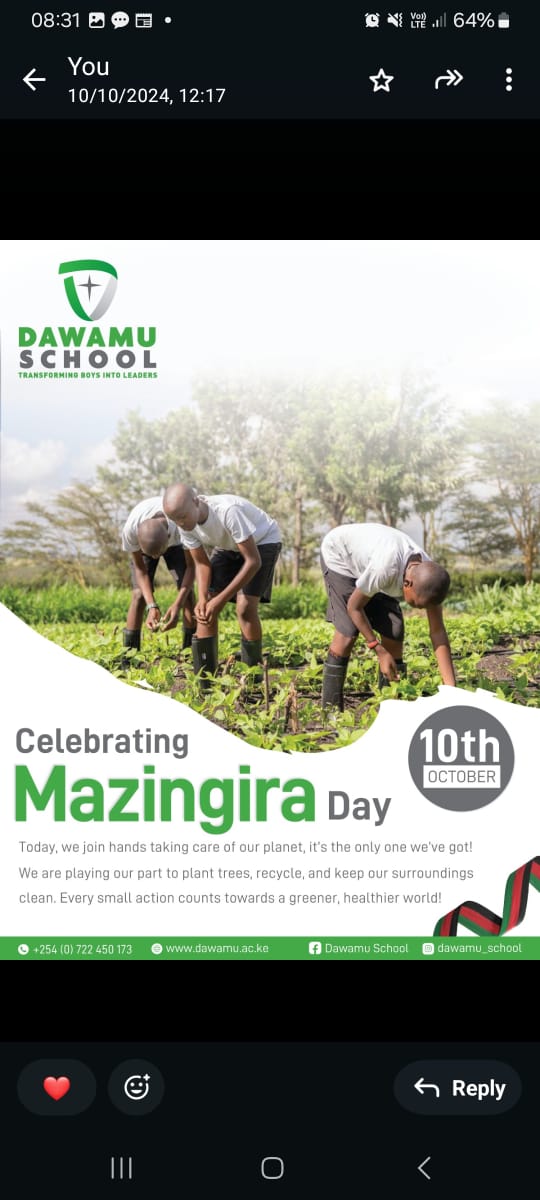 08:31
Vo))
LTE
64%
You
10/10/2024, 12:17
DAWAMU
SCHOOL
TRANSFORMING BOYS INTO LEADERS
Celebrating
Mazingira Day
10th
OCTOBER
Today, we join hands taking care of our planet, it's the only one we've got!
We are playing our part to plant trees, recycle, and keep our surroundings
clean. Every small action counts towards a greener, healthier world!
+254 (0) 722 450 173 www.dawamu.ac.ke Dawamu School dawamu_school
Reply